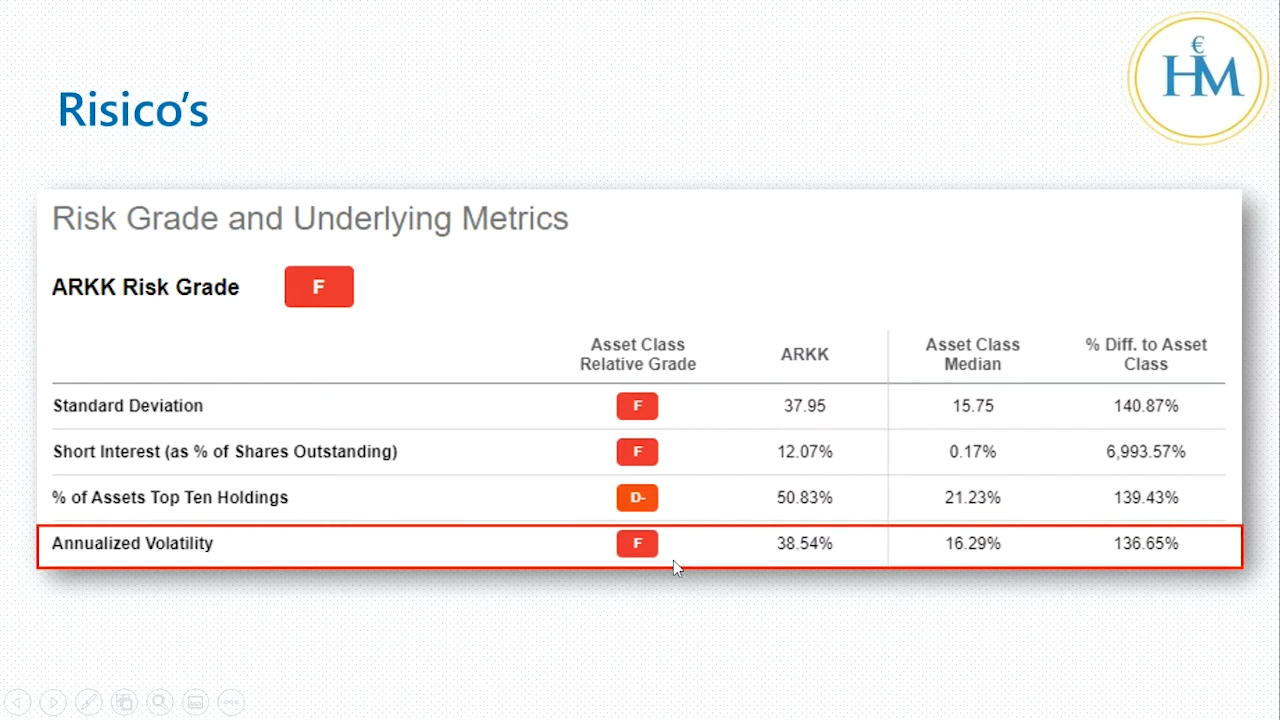 €
HM
Risico's
Risk Grade and Underlying Metrics
ARKK Risk Grade F
Asset Class Relative Grade ARKK Asset Class Median % Diff. to Asset Class
Standard Deviation F 37.95 15.75 140.87%
Short Interest (as % of Shares Outstanding) F 12.07% 0.17% 6,993.57%
% of Assets Top Ten Holdings D- 50.83% 21.23% 139.43%
Annualized Volatility F 38.54% 16.29% 136.65%